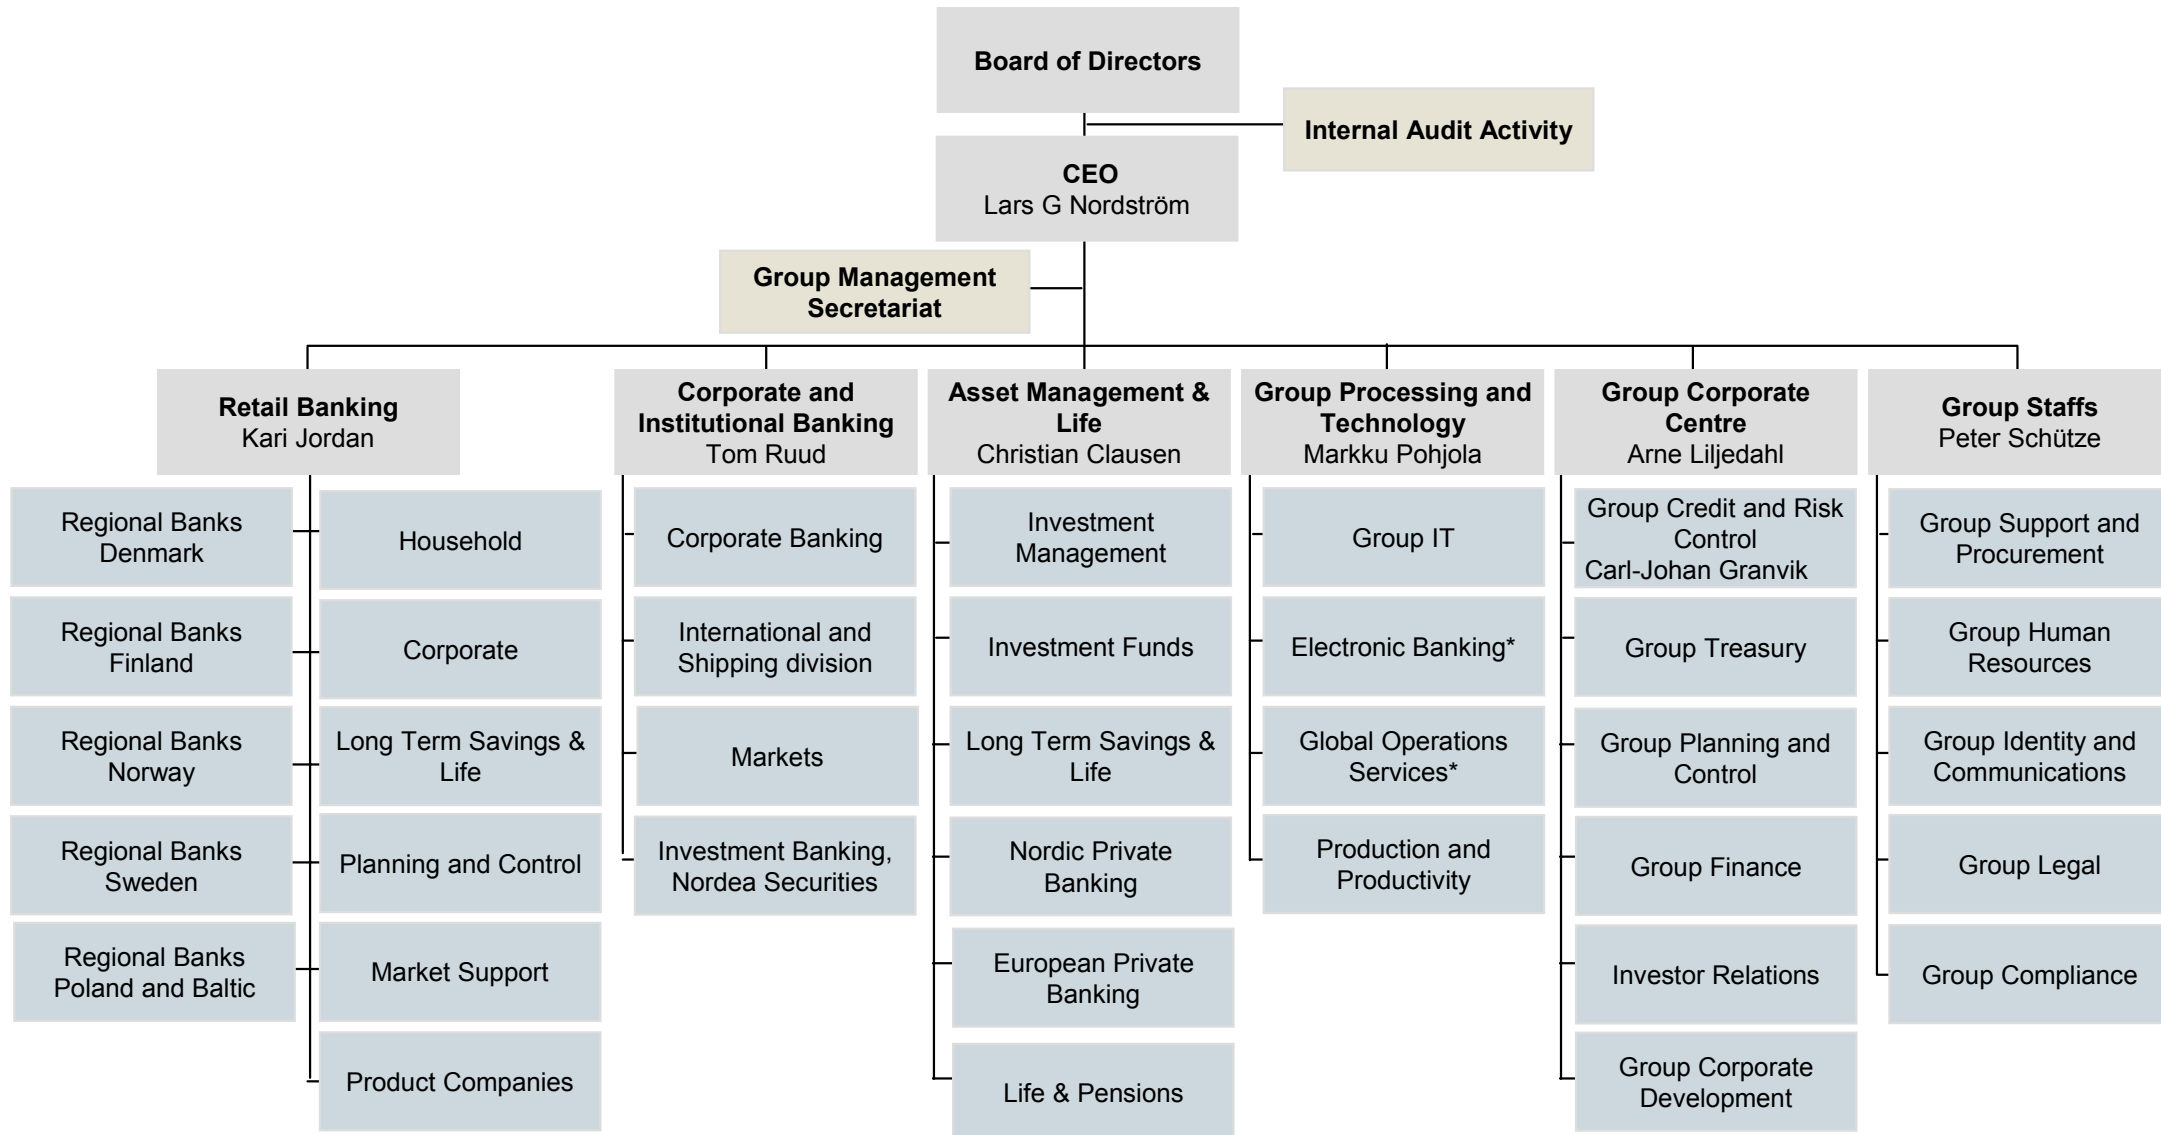 Board of Directors
Internal Audit Activity
CEO
Lars G Nordström
Group Management
Secretariat
Retail Banking
Kari Jordan
Corporate and
Institutional Banking
Tom Ruud
Asset Management &
Life
Christian Clausen
Group Processing and
Technology
Markku Pohjola
Group Corporate
Centre
Arne Liljedahl
Group Staffs
Peter Schütze
Regional Banks
Denmark
Regional Banks
Finland
Regional Banks
Norway
Regional Banks
Sweden
Regional Banks
Poland and Baltic
Household
Corporate
Long Term Savings &
Life
Planning and Control
Market Support
Product Companies
Corporate Banking
International and
Shipping division
Markets
Investment Banking,
Nordea Securities
Investment
Management
Investment Funds
Long Term Savings &
Life
Nordic Private
Banking
European Private
Banking
Life & Pensions
Group IT
Electronic Banking*
Global Operations
Services*
Production and
Productivity
Group Credit and Risk
Control
Carl-Johan Granvik
Group Treasury
Group Planning and
Control
Group Finance
Investor Relations
Group Corporate
Development
Group Support and
Procurement
Group Human
Resources
Group Identity and
Communications
Group Legal
Group Compliance